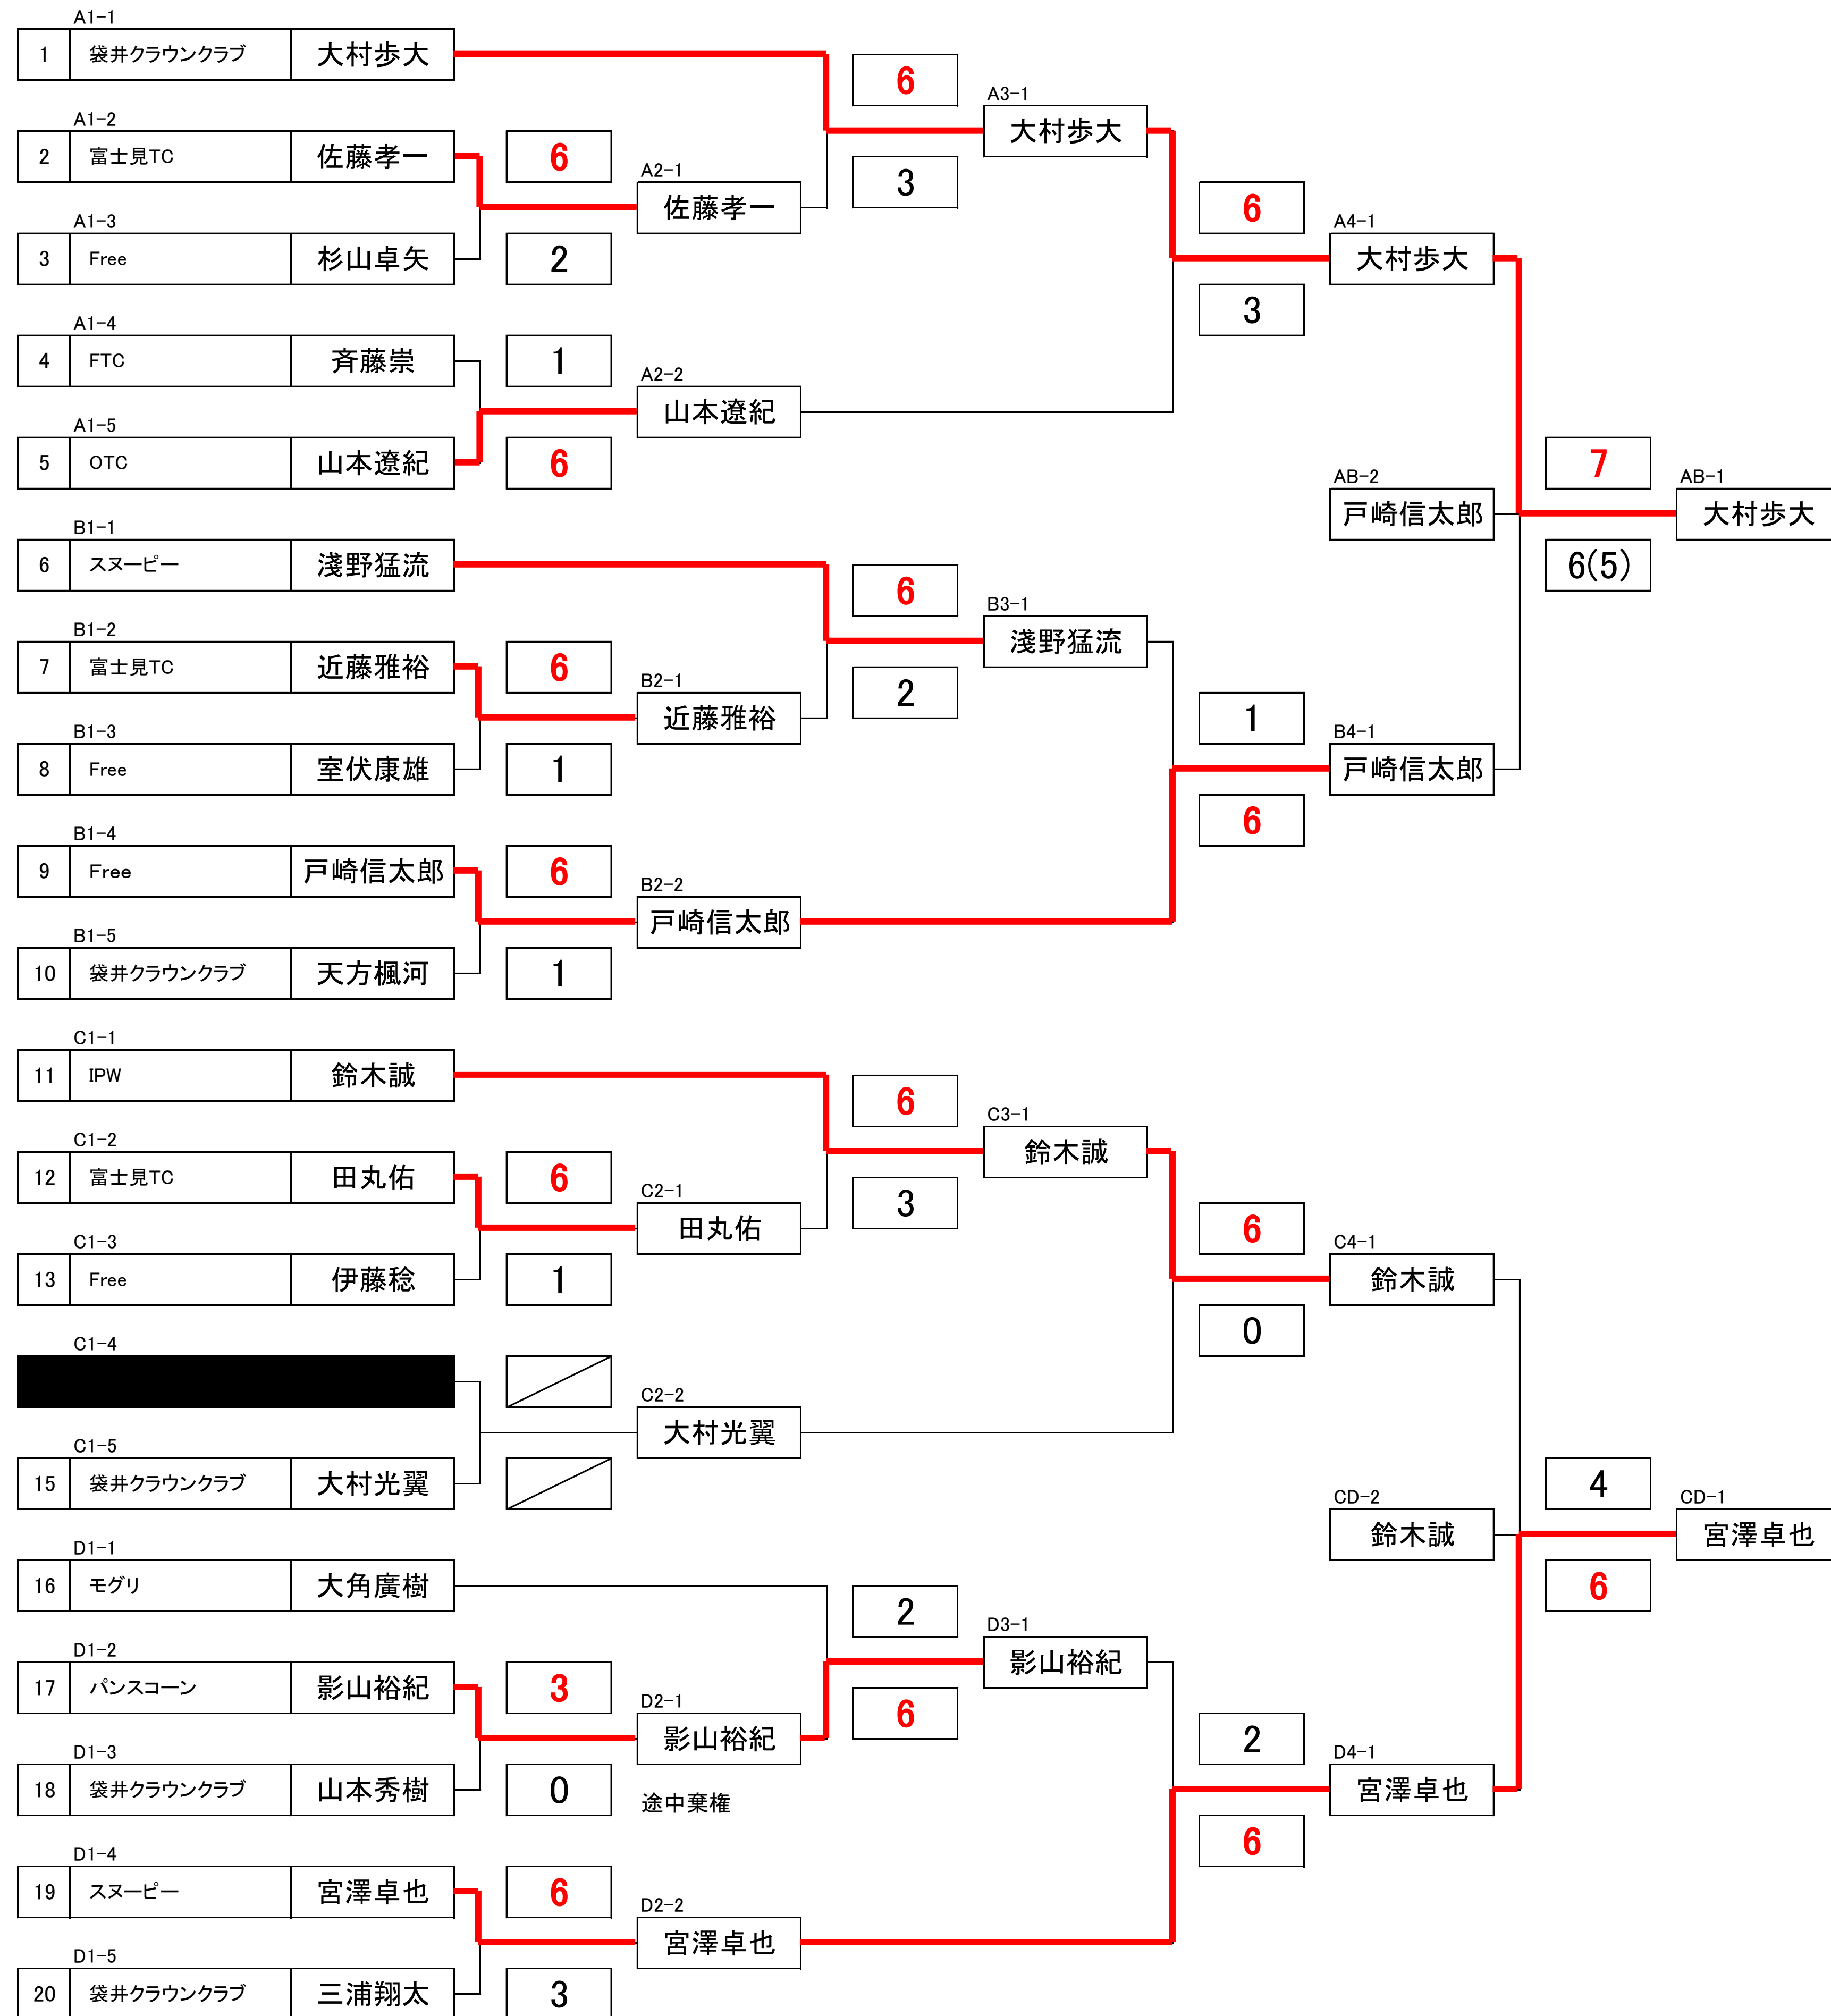 A1-1
1 袋井クラウンクラブ 大村歩大
6
A3-1
大村歩大
A1-2
2 富士見TC 佐藤孝一 6
A2-1
佐藤孝一
3
6
A4-1
大村歩大
A1-3
3 Free 杉山卓矢 2
3
A1-4
4 FTC 斉藤崇 1
A2-2
山本遼紀
A1-5
5 OTC 山本遼紀 6
7
AB-2
戸崎信太郎
AB-1
大村歩大
6(5)
B1-1
6 スヌーピー 淺野猛流
6
B3-1
淺野猛流
B1-2
7 富士見TC 近藤雅裕 6
B2-1
近藤雅裕
2
1
B4-1
戸崎信太郎
B1-3
8 Free 室伏康雄 1
6
B1-4
9 Free 戸崎信太郎 6
B2-2
戸崎信太郎
B1-5
10 袋井クラウンクラブ 天方楓河 1
C1-1
11 IPW 鈴木誠
6
C3-1
鈴木誠
C1-2
12 富士見TC 田丸佑 6
C2-1
田丸佑
3
6
C4-1
鈴木誠
C1-3
13 Free 伊藤稔 1
0
C1-4
C2-2
大村光翼
C1-5
15 袋井クラウンクラブ 大村光翼
4
CD-2
鈴木誠
CD-1
宮澤卓也
6
D1-1
16 モグリ 大角廣樹
2
D3-1
影山裕紀
D1-2
17 パンスコーン 影山裕紀 3
D2-1
影山裕紀
6
2
D4-1
宮澤卓也
D1-3
18 袋井クラウンクラブ 山本秀樹 0
途中棄権
6
D1-4
19 スヌーピー 宮澤卓也 6
D2-2
宮澤卓也
D1-5
20 袋井クラウンクラブ 三浦翔太 3